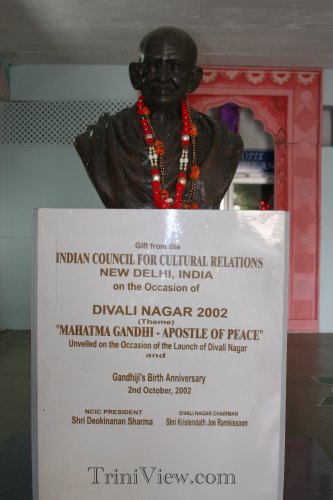 OPTIE
Gift from the
INDIAN COUNCIL FOR CULTURAL RELATIONS
NEW DELHI, INDIA
on the Occasion of
DIVALI NAGAR 2002
(Theme)
"MAHATMA GANDHI - APOSTLE OF PEACE"
Unveiled on the Occasion of the Launch of Divali Nagar
and
Gandhiji's Birth Anniversary
2nd October, 2002
NCIC PRESIDENT
Shri Deokinanan Sharma
DIVALI NAGAR CHAIRMAN
Shri Kristendath Joe Ramkissoon
TriniView.com